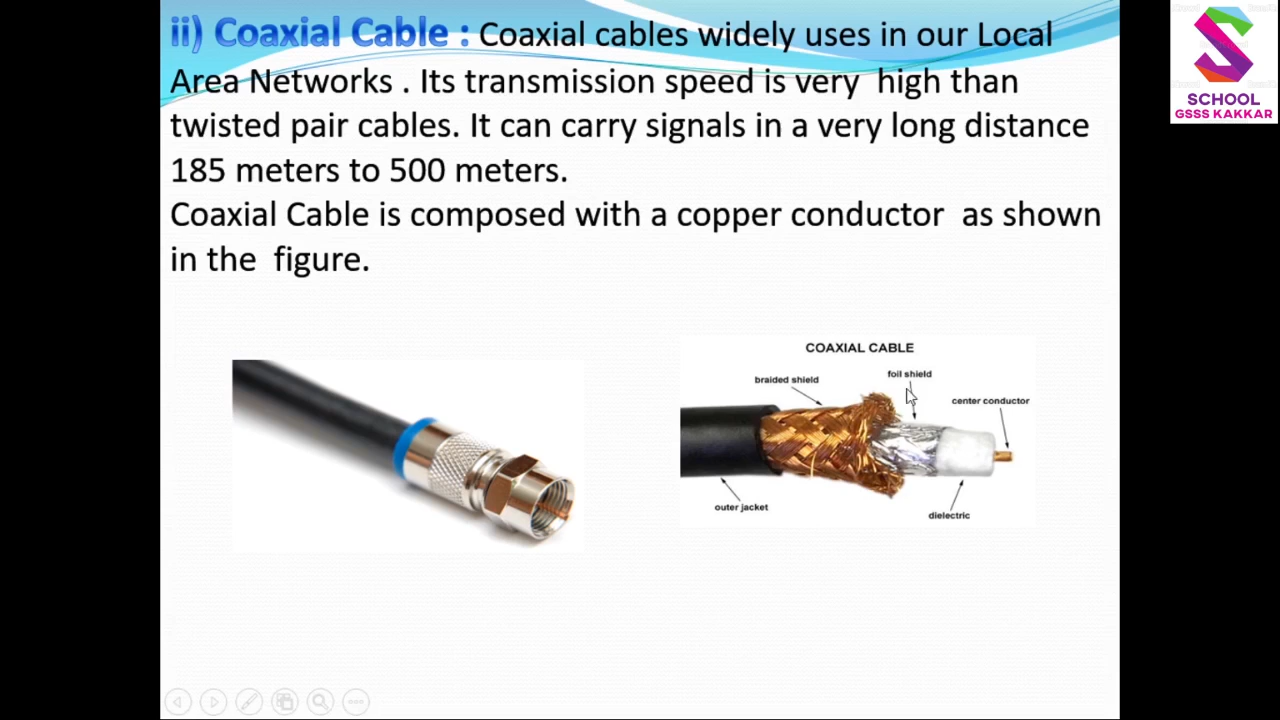 ii) Coaxial Cable : Coaxial cables widely uses in our Local
Area Networks . Its transmission speed is very high than
twisted pair cables. It can carry signals in a very long distance
185 meters to 500 meters.
Coaxial Cable is composed with a copper conductor as shown
in the figure.
COAXIAL CABLE
braided shield
foil shield
center conductor
outer jacket
dielectric
SCHOOL
GSSS KAKKAR